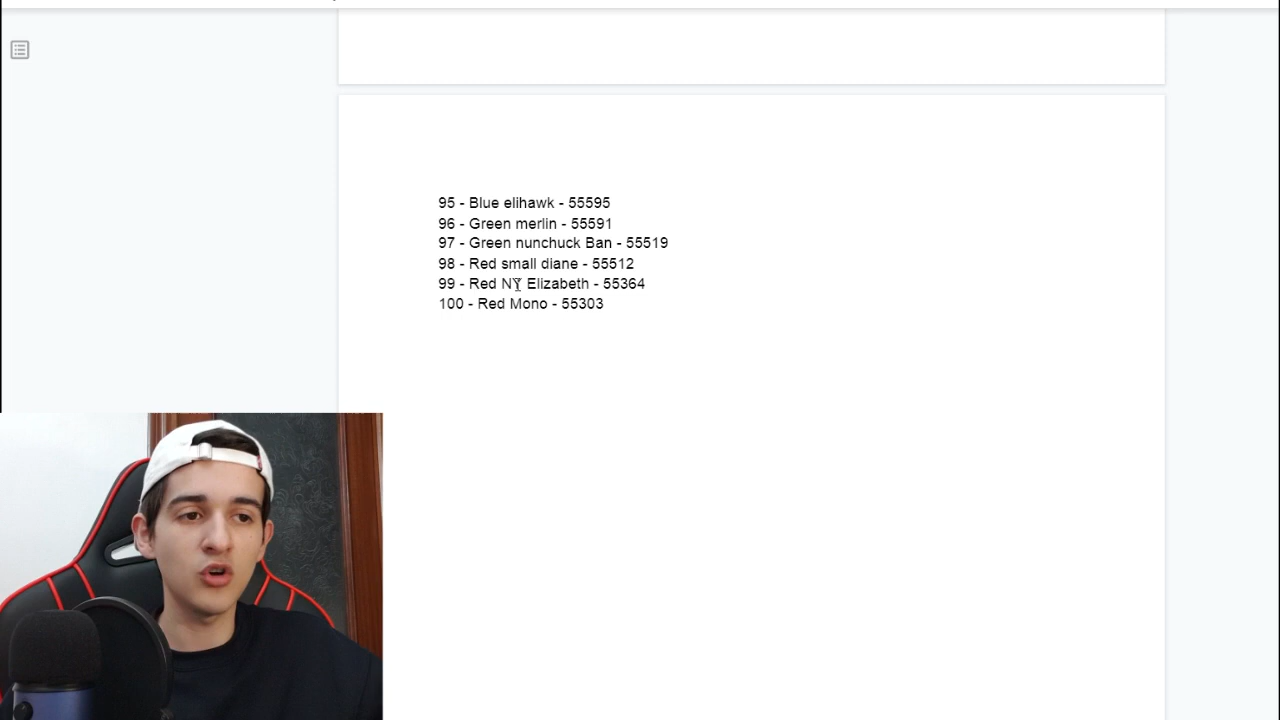 95 - Blue elihawk - 55595
96 - Green merlin - 55591
97 - Green nunchuck Ban - 55519
98 - Red small diane - 55512
99 - Red NY Elizabeth - 55364
100 - Red Mono - 55303